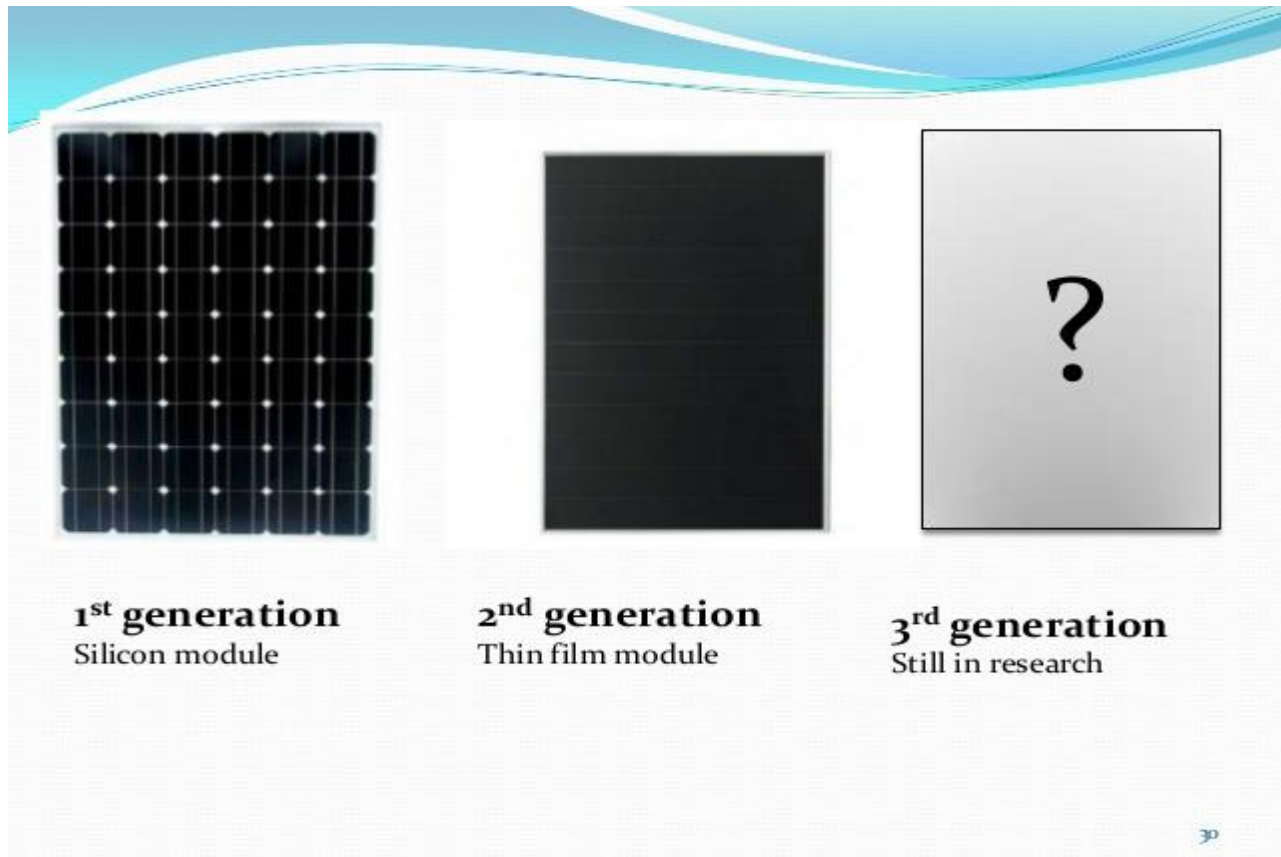 ?
1st generation
Silicon module
2nd generation
Thin film module
3rd generation
Still in research
30